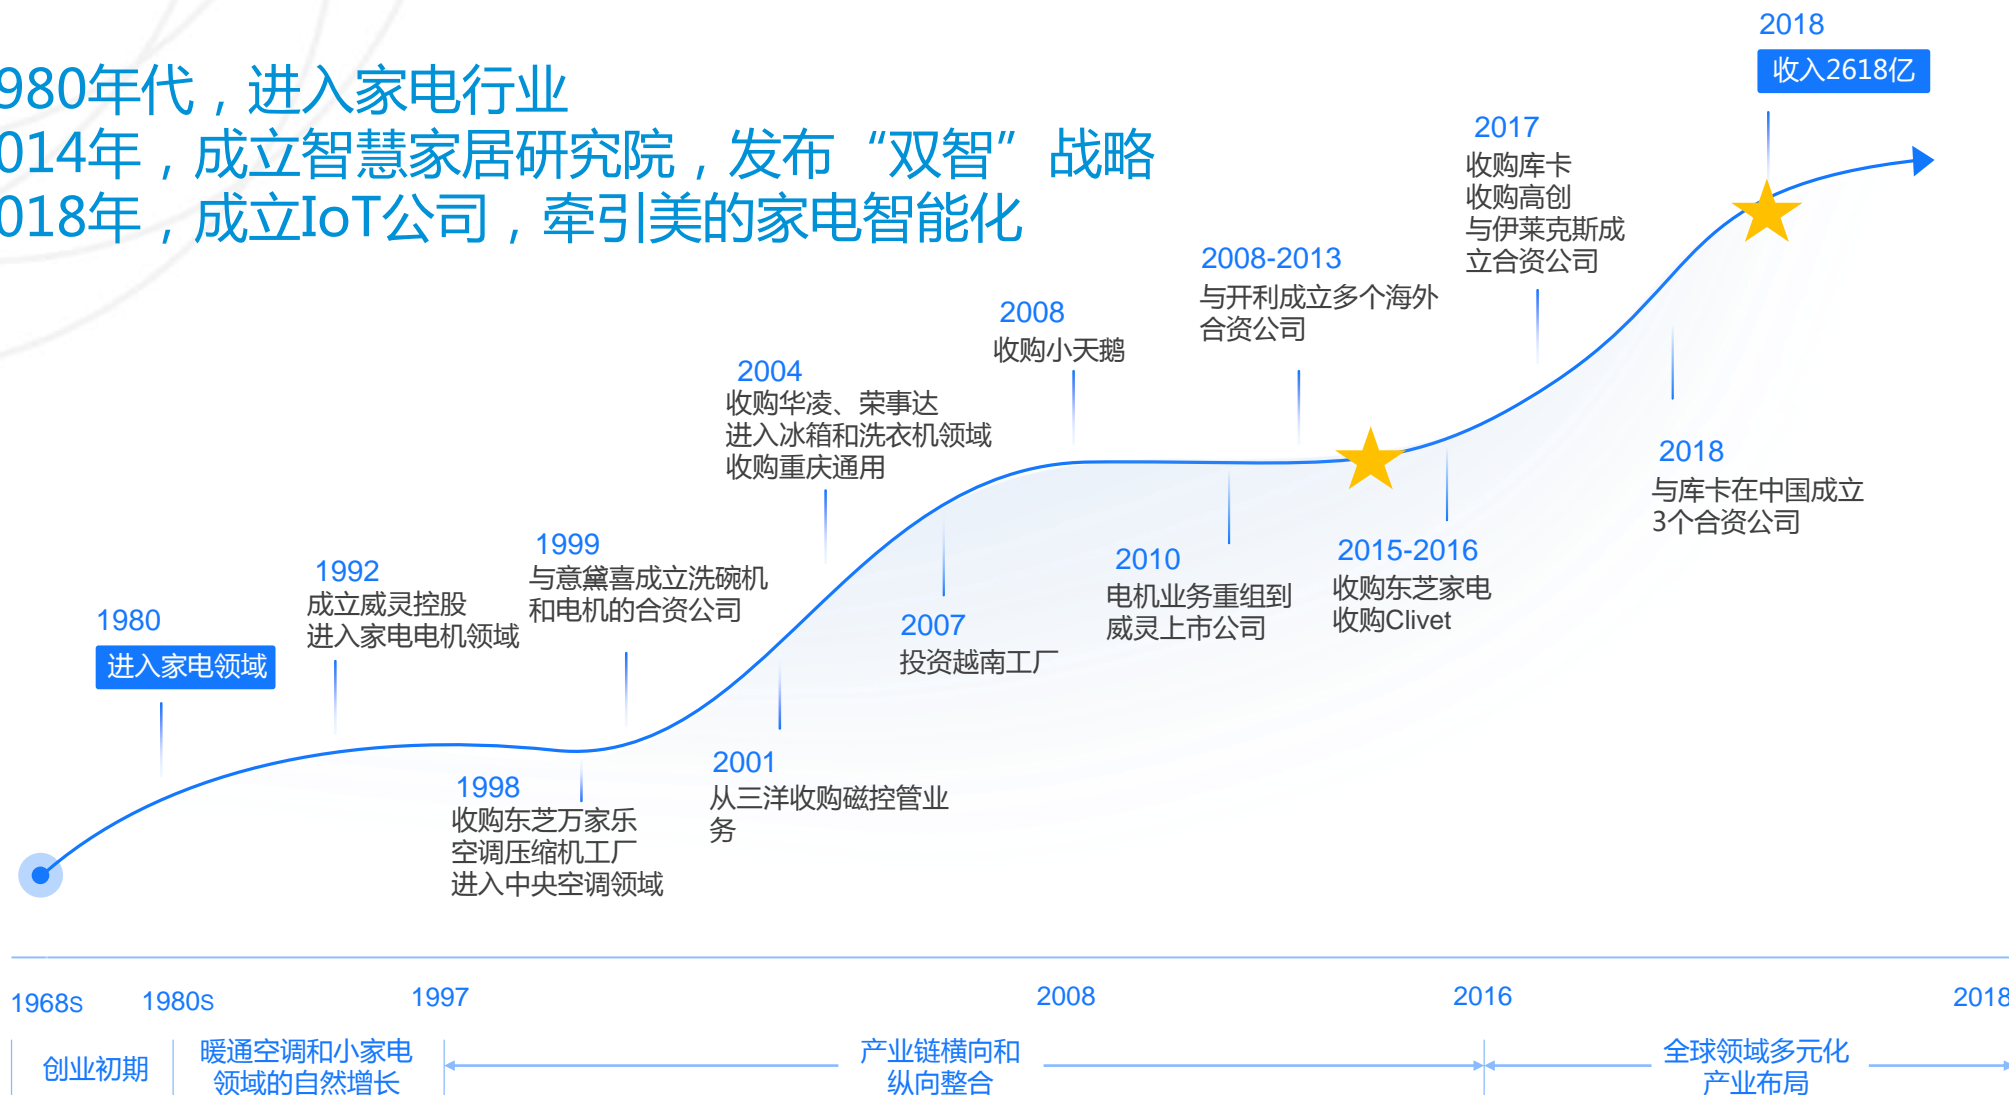 980年代，进入家电行业
014年，成立智慧家居研究院，发布“双智”战略
018年，成立IoT公司，牵引美的家电智能化
2018
收入2618亿
2017
收购库卡
收购高创
与伊莱克斯成
立合资公司
2008-2013
与开利成立多个海外
合资公司
2008
收购小天鹅
2004
收购华凌、荣事达
进入冰箱和洗衣机领域
收购重庆通用
1999
与意黛喜成立洗碗机
和电机的合资公司
1992
成立威灵控股
进入家电电机领域
1980
进入家电领域
1998
收购东芝万家乐
空调压缩机工厂
进入中央空调领域
2001
从三洋收购磁控管业
务
2007
投资越南工厂
2010
电机业务重组到
威灵上市公司
2015-2016
收购东芝家电
收购Clivet
2018
与库卡在中国成立
3个合资公司
1968s
1980s
1997
2008
2016
2018
创业初期
暖通空调和小家电
领域的自然增长
产业链横向和
纵向整合
全球领域多元化
产业布局